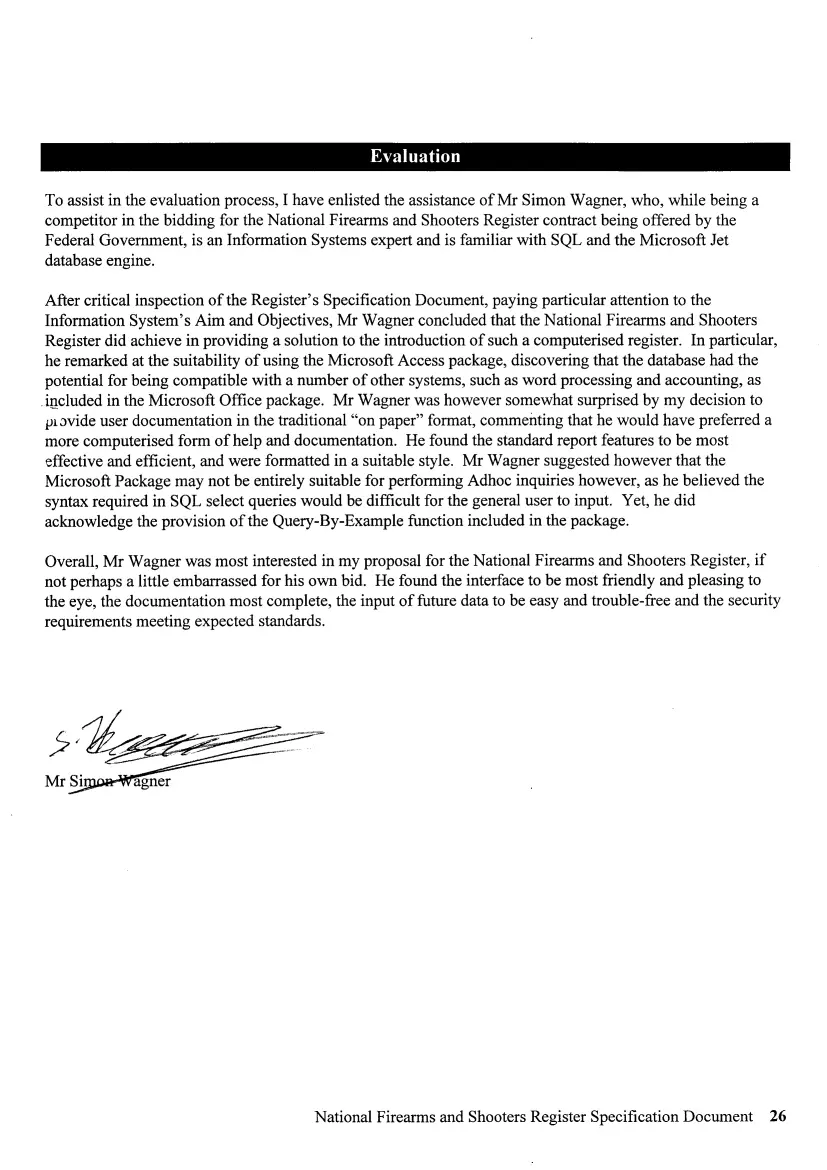 Evaluation
To assist in the evaluation process, I have enlisted the assistance of Mr Simon Wagner, who, while being a
competitor in the bidding for the National Firearms and Shooters Register contract being offered by the
Federal Government, is an Information Systems expert and is familiar with SQL and the Microsoft Jet
database engine.
After critical inspection of the Register's Specification Document, paying particular attention to the
Information System's Aim and Objectives, Mr Wagner concluded that the National Firearms and Shooters
Register did achieve in providing a solution to the introduction of such a computerised register. In particular,
he remarked at the suitability of using the Microsoft Access package, discovering that the database had the
potential for being compatible with a number of other systems, such as word processing and accounting, as
included in the Microsoft Office package. Mr Wagner was however somewhat surprised by my decision to
provide user documentation in the traditional "on paper" format, commenting that he would have preferred a
more computerised form of help and documentation. He found the standard report features to be most
effective and efficient, and were formatted in a suitable style. Mr Wagner suggested however that the
Microsoft Package may not be entirely suitable for performing Adhoc inquiries however, as he believed the
syntax required in SQL select queries would be difficult for the general user to input. Yet, he did
acknowledge the provision of the Query-By-Example function included in the package.
Overall, Mr Wagner was most interested in my proposal for the National Firearms and Shooters Register, if
not perhaps a little embarrassed for his own bid. He found the interface to be most friendly and pleasing to
the eye, the documentation most complete, the input of future data to be easy and trouble-free and the security
requirements meeting expected standards.
Mr Simon Wagner
National Firearms and Shooters Register Specification Document 26